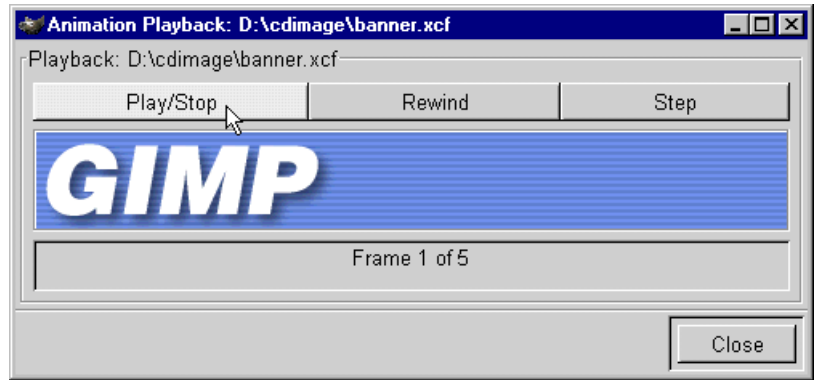 Animation Playback: D:\cdimage\banner.xcf
Playback: D:\cdimage\banner.xcf
Play/Stop Rewind Step
GIMP
Frame 1 of 5
Close